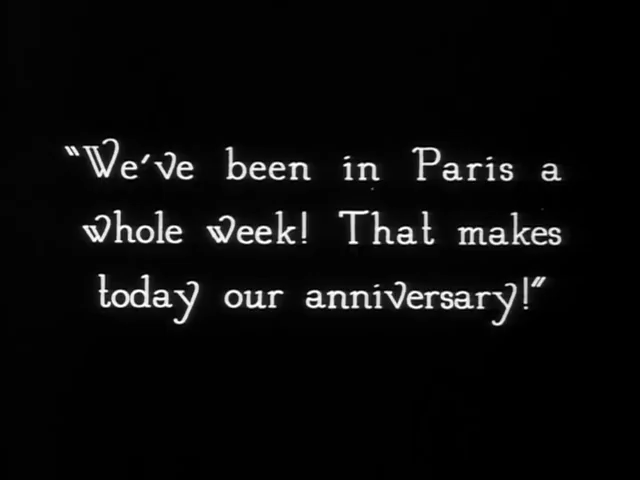 "We've been in Paris a
whole week! That makes
today our anniversary!"